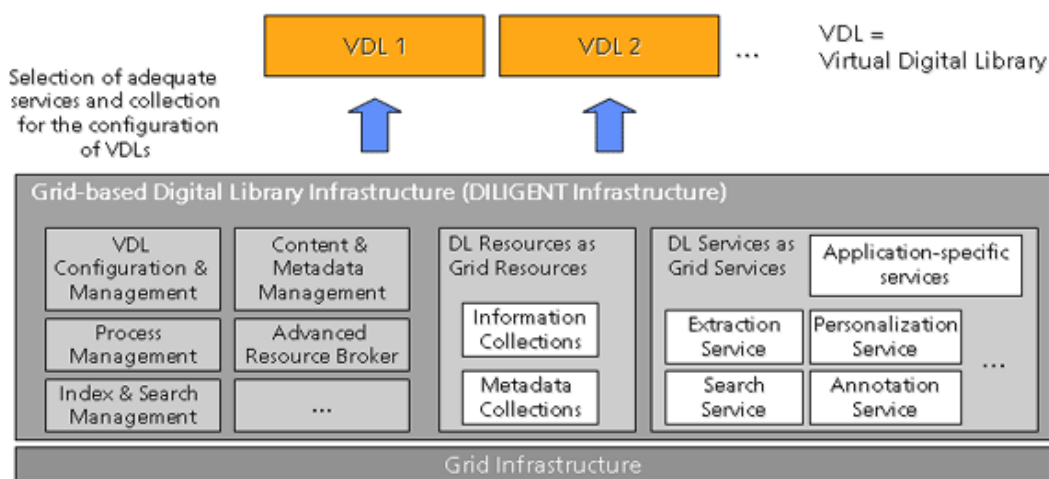 VDL 1
VDL 2
...
VDL =
Virtual Digital Library
Selection of adequate
services and collection
for the configuration
of VDLs
Grid-based Digital Library Infrastructure (DILIGENT Infrastructure)
VDL
Configuration &
Management
Content &
Metadata
Management
Process
Management
Advanced
Resource Broker
Index & Search
Management
...
DL Resources as
Grid Resources
Information
Collections
Metadata
Collections
DL Services as
Grid Services
Application-specific
services
Extraction
Service
Personalization
Service
Search
Service
Annotation
Service
...
Grid Infrastructure